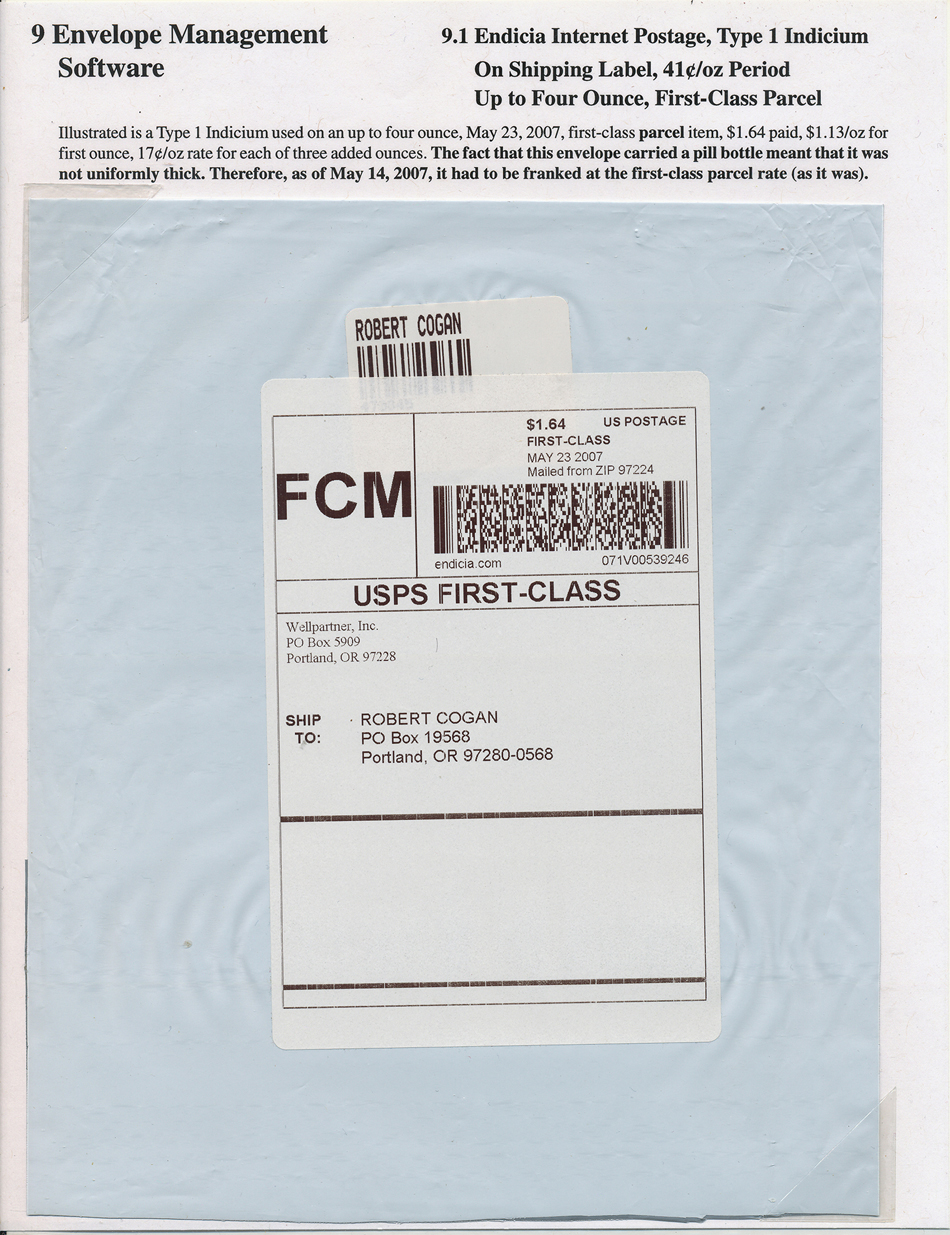 9 Envelope Management
Software
9.1 Endicia Internet Postage, Type 1 Indicium
On Shipping Label, 41¢/oz Period
Up to Four Ounce, First-Class Parcel
Illustrated is a Type 1 Indicium used on an up to four ounce, May 23, 2007, first-class parcel item, $1.64 paid, $1.13/oz for
first ounce, 17¢/oz rate for each of three added ounces. The fact that this envelope carried a pill bottle meant that it was
not uniformly thick. Therefore, as of May 14, 2007, it had to be franked at the first-class parcel rate (as it was).
ROBERT COGAN
FCM
$1.64 US POSTAGE
FIRST-CLASS
MAY 23 2007
Mailed from ZIP 97224
endicia.com 071V00539246
USPS FIRST-CLASS
Wellpartner, Inc.
PO Box 5909
Portland, OR 97228
SHIP TO:
ROBERT COGAN
PO Box 19568
Portland, OR 97280-0568